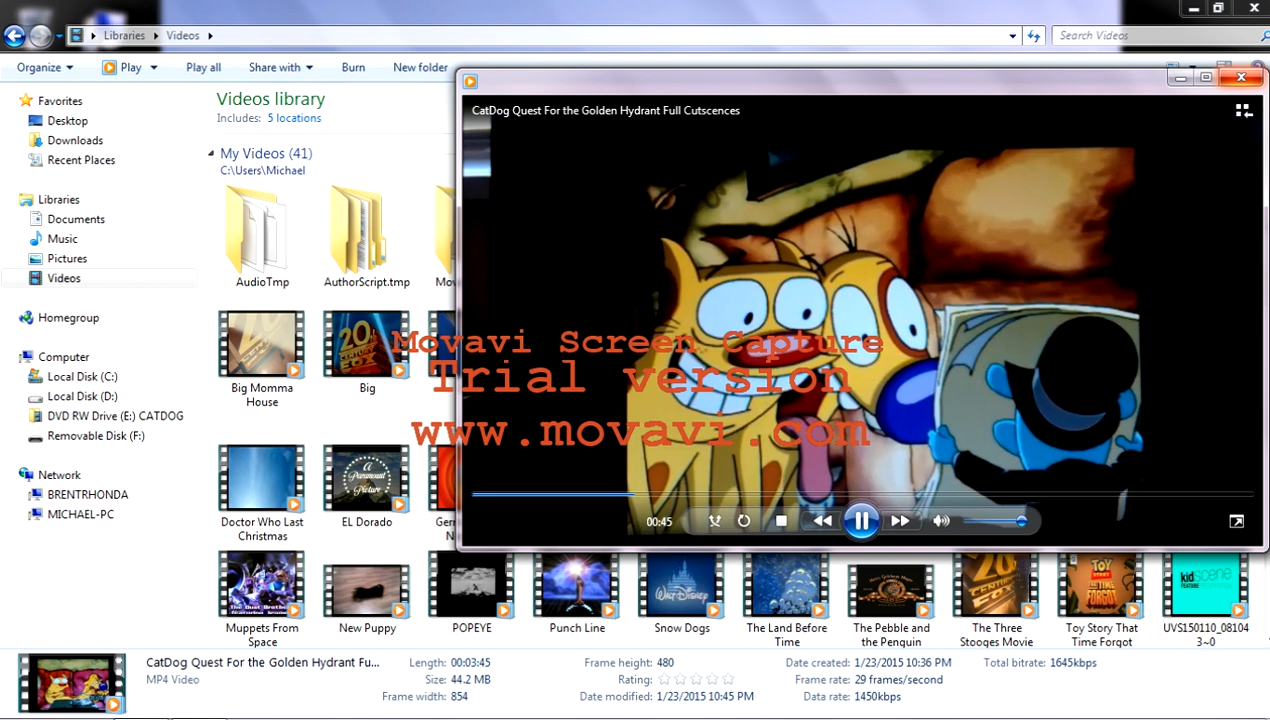 Libraries
Videos
Search Videos
Organize
Play
Play all
Share with
Burn
New folder
Favorites
Desktop
Downloads
Recent Places
Libraries
Documents
Music
Pictures
Videos
Homegroup
Computer
Local Disk (C:)
Local Disk (D:)
DVD RW Drive (E:) CATDOG
Removable Disk (F:)
Network
BRENTRHONDA
MICHAEL-PC
Videos library
Includes: 5 locations
My Videos (41)
C:\Users\Michael
AudioTmp
AuthorScript.tmp
Big Momma
House
Big
Doctor Who Last
Christmas
EL Dorado
A
Paramount
Picture
Muppets From
Space
New Puppy
POPEYE
Punch Line
Snow Dogs
The Land Before
Time
The Pebble and
the Penguin
The Three
Stooges Movie
Toy Story That
Time Forgot
UVS150110_08104
3~0
CatDog Quest For the Golden Hydrant Full Cutscences
Movavi Screen Capture
Trial version
www.movavi.com
00:45
CatDog Quest For the Golden Hydrant Fu...
MP4 Video
Length: 00:03:45
Size: 44.2 MB
Frame width: 854
Frame height: 480
Rating:
Date modified: 1/23/2015 10:45 PM
Date created: 1/23/2015 10:36 PM
Frame rate: 29 frames/second
Data rate: 1450kbps
Total bitrate: 1645kbps